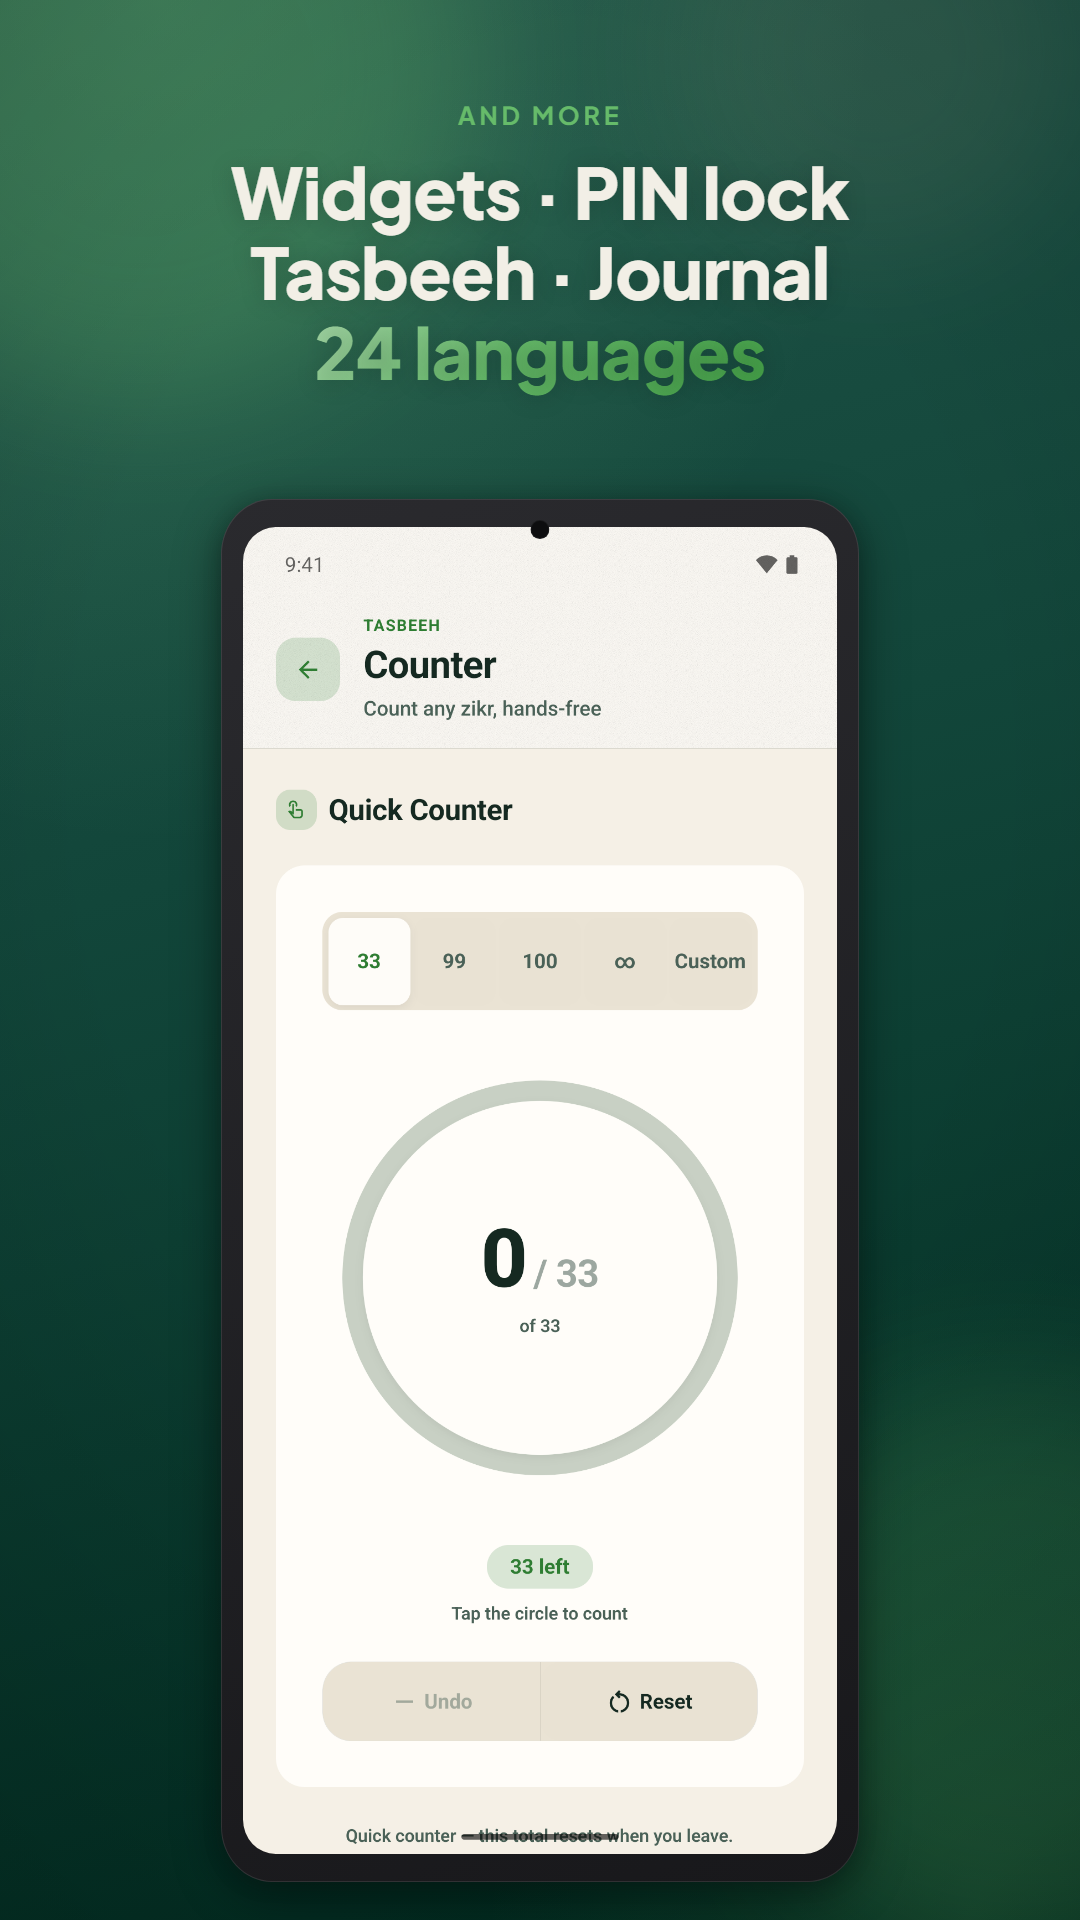 AND MORE
Widgets · PIN lock
Tasbeeh · Journal
24 languages
9:41
TASBEEH
Counter
Count any zikr, hands-free
Quick Counter
33 99 100 ∞ Custom
0 / 33
of 33
33 left
Tap the circle to count
Undo Reset
Quick counter — this total resets when you leave.